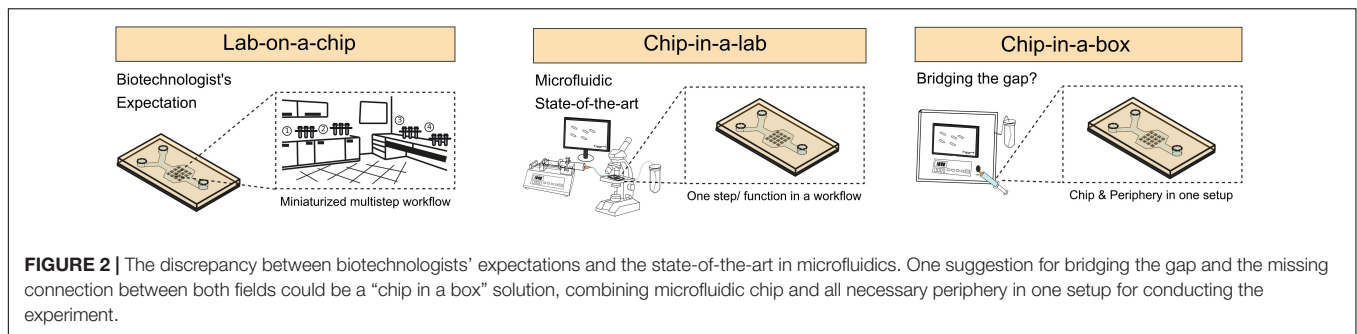 Lab-on-a-chip
Biotechnologist's
Expectation
① ② ③ ④
Miniaturized multistep workflow
Chip-in-a-lab
Microfluidic
State-of-the-art
One step/ function in a workflow
Chip-in-a-box
Bridging the gap?
Chip & Periphery in one setup
FIGURE 2 | The discrepancy between biotechnologists' expectations and the state-of-the-art in microfluidics. One suggestion for bridging the gap and the missing
connection between both fields could be a “chip in a box” solution, combining microfluidic chip and all necessary periphery in one setup for conducting the
experiment.